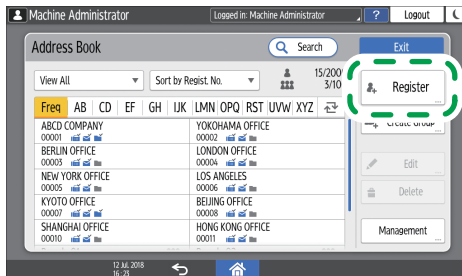 Machine Administrator
Logged in: Machine Administrator
?
Logout
Address Book
Search
Exit
View All
Sort by Regist. No.
15/2000
3/10
Register
Freq AB CD EF GH IJK LMN OPQ RST UVW XYZ
Create Group
ABCD COMPANY
00001
YOKOHAMA OFFICE
00002
BERLIN OFFICE
00003
LONDON OFFICE
00004
NEW YORK OFFICE
00005
LOS ANGELES
00006
KYOTO OFFICE
00007
BEIJING OFFICE
00008
SHANGHAI OFFICE
00010
HONG KONG OFFICE
00011
Edit
Delete
Management
12 Jul. 2018
16:23